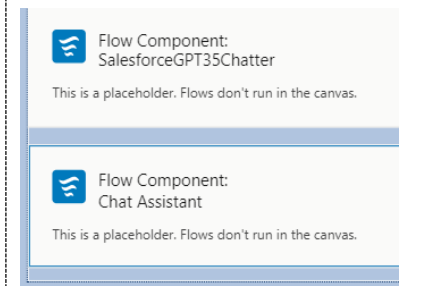 Flow Component:
SalesforceGPT35Chatter
This is a placeholder. Flows don't run in the canvas.
Flow Component:
Chat Assistant
This is a placeholder. Flows don't run in the canvas.